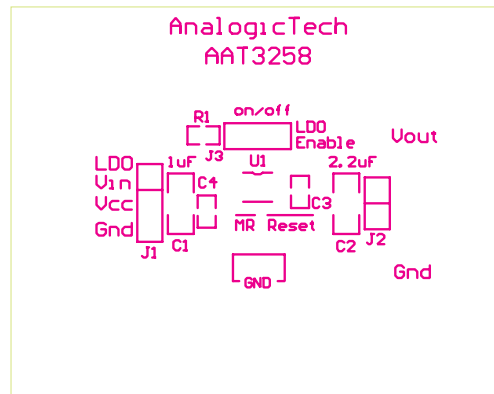 AnalogicTech
AAT3258
on/off
R1
LDO
Enable
Vout
J3
U1
LDO
1uF
2.2uF
Vin
C4
Vcc
C3
Gnd
MR
Reset
J1
C1
C2
J2
Gnd
GND